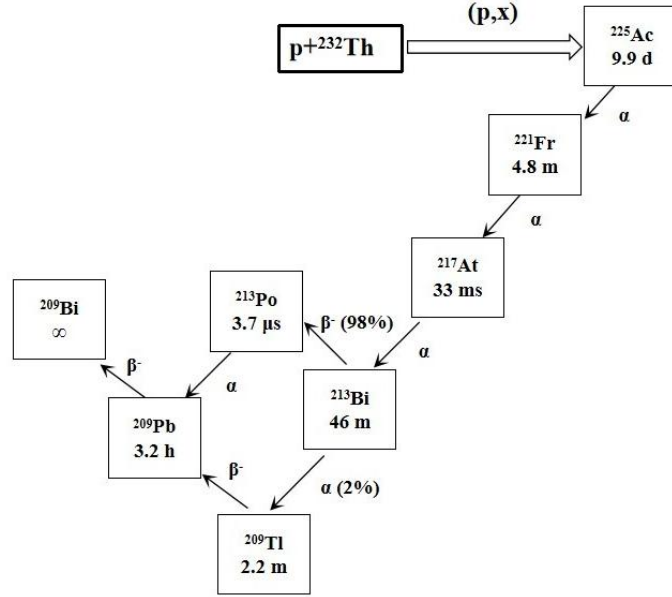 (p,x)
p+²³²Th
²²⁵Ac
9.9 d
α
²²¹Fr
4.8 m
α
²¹⁷At
33 ms
α
²¹³Po
3.7 μs
β⁻ (98%)
²⁰⁹Bi
∞
β⁻
α
²¹³Bi
46 m
²⁰⁹Pb
3.2 h
β⁻
α (2%)
²⁰⁹Tl
2.2 m